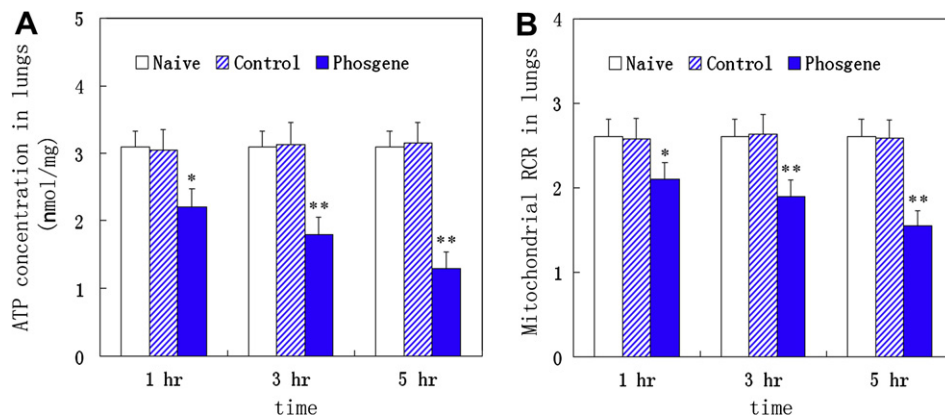 A
ATP concentration in lungs
(nmol/mg)
5
4
3
2
1
0
Naive Control Phosgene
*
**
**
1 hr 3 hr 5 hr
time
B
Mitochondrial RCR in lungs
4
3
2
1
0
Naive Control Phosgene
*
**
**
1 hr 3 hr 5 hr
time